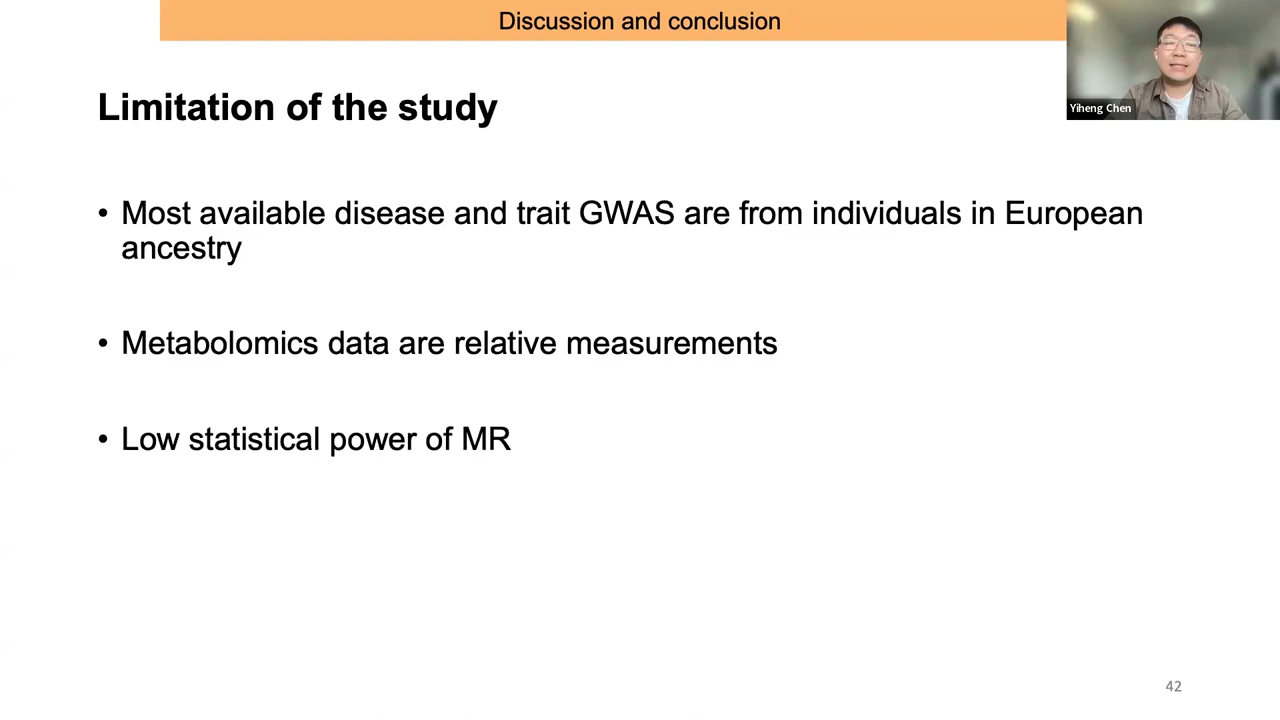 Discussion and conclusion
Yiheng Chen
Limitation of the study
• Most available disease and trait GWAS are from individuals in European
ancestry
• Metabolomics data are relative measurements
• Low statistical power of MR
42